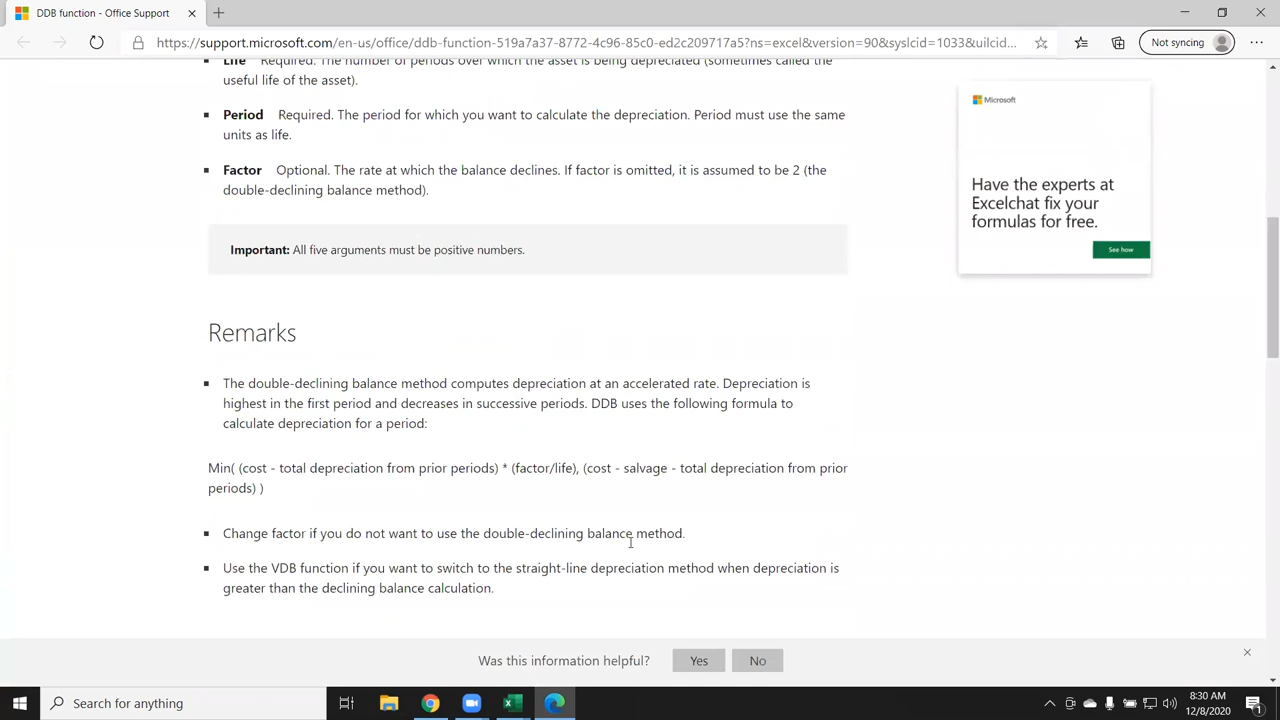 DDB function - Office Support
https://support.microsoft.com/en-us/office/ddb-function-519a7a37-8772-4c96-85c0-ed2c209717a5?ns=excel&version=90&syslcid=1033&uilcid...
Not syncing
Life Required. The number of periods over which the asset is being depreciated (sometimes called the
useful life of the asset).
Period Required. The period for which you want to calculate the depreciation. Period must use the same
units as life.
Factor Optional. The rate at which the balance declines. If factor is omitted, it is assumed to be 2 (the
double-declining balance method).
Important: All five arguments must be positive numbers.
Microsoft
Have the experts at
Excelchat fix your
formulas for free.
See how
Remarks
The double-declining balance method computes depreciation at an accelerated rate. Depreciation is
highest in the first period and decreases in successive periods. DDB uses the following formula to
calculate depreciation for a period:
Min( (cost - total depreciation from prior periods) * (factor/life), (cost - salvage - total depreciation from prior
periods) )
Change factor if you do not want to use the double-declining balance method.
Use the VDB function if you want to switch to the straight-line depreciation method when depreciation is
greater than the declining balance calculation.
Was this information helpful?
Yes
No
Search for anything
8:30 AM
12/8/2020